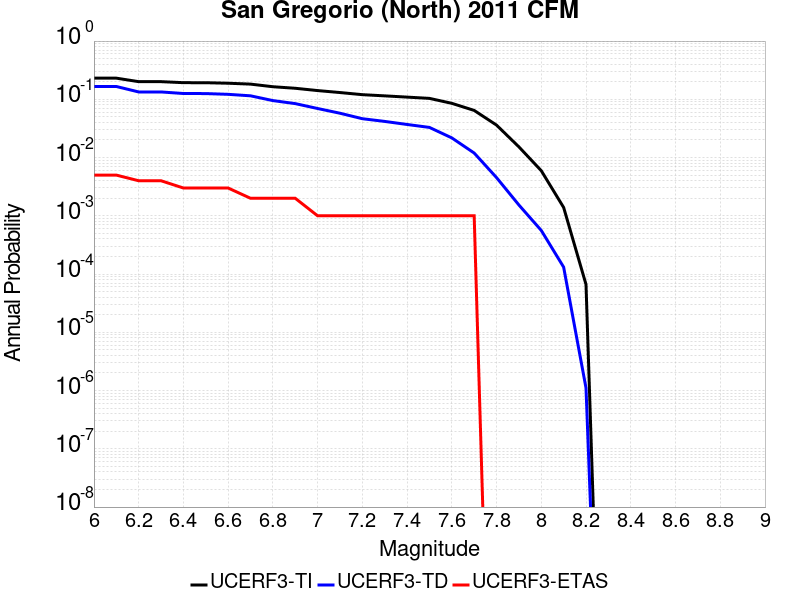 San Gregorio (North) 2011 CFM
10^0
10^-1
10^-2
10^-3
10^-4
10^-5
10^-6
10^-7
10^-8
Annual Probability
6 6.2 6.4 6.6 6.8 7 7.2 7.4 7.6 7.8 8 8.2 8.4 8.6 8.8 9
Magnitude
UCERF3-TI UCERF3-TD UCERF3-ETAS